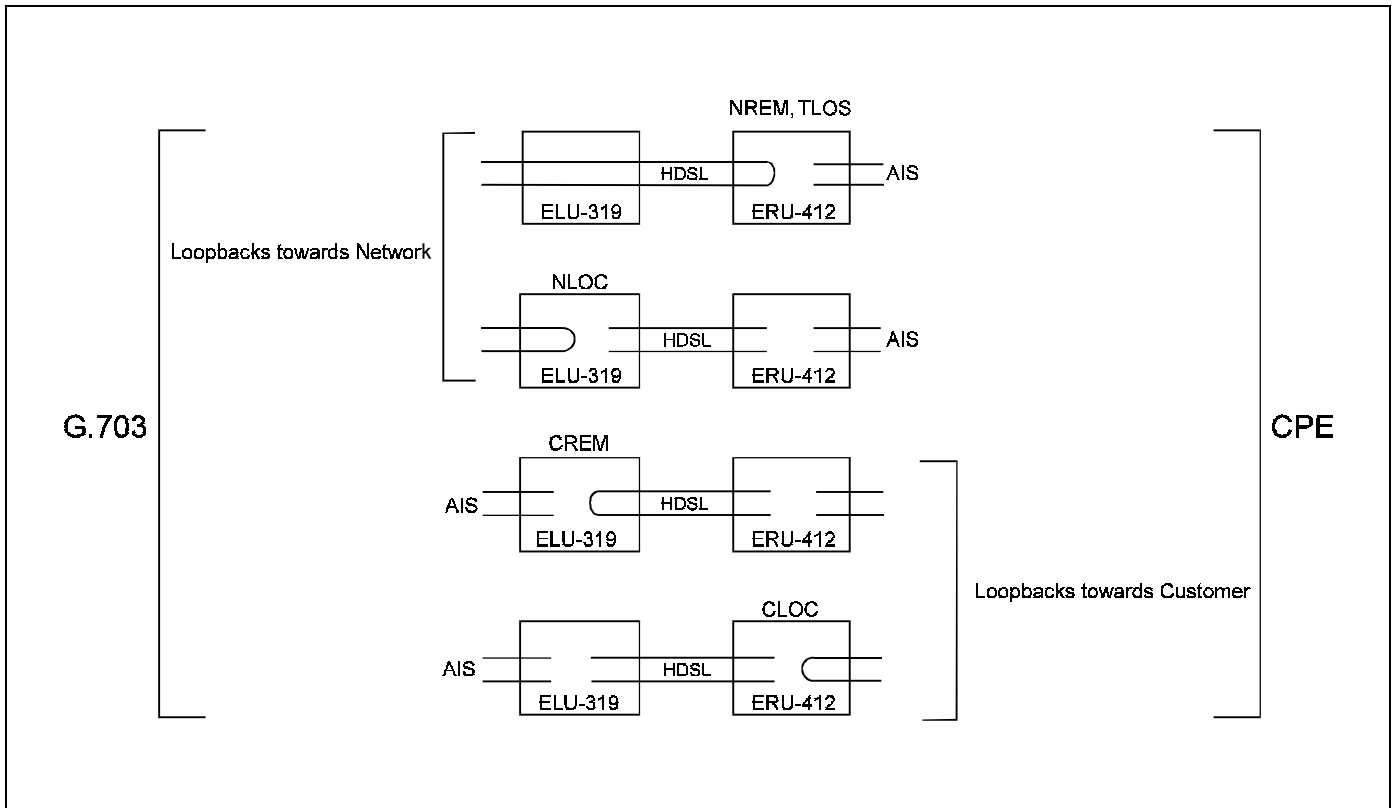 NREM, TLOS
HDSL
AIS
ELU-319
ERU-412
Loopbacks towards Network
NLOC
HDSL
AIS
ELU-319
ERU-412
G.703
CPE
CREM
AIS
HDSL
ELU-319
ERU-412
Loopbacks towards Customer
CLOC
AIS
HDSL
ELU-319
ERU-412